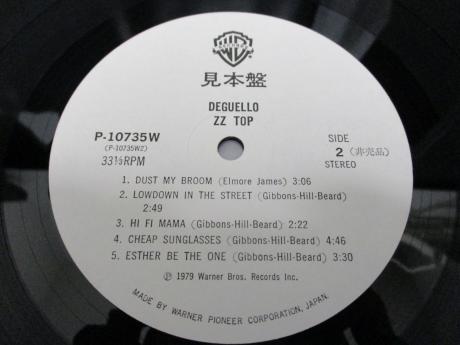 見本盤
DEGUELLO
ZZ TOP
P-10735W
(P-10735W2)
33⅓RPM
SIDE
2 (非売品)
STEREO
1. DUST MY BROOM (Elmore James) 3:06
2. LOWDOWN IN THE STREET (Gibbons-Hill-Beard)
2:49
3. HI FI MAMA (Gibbons-Hill-Beard) 2:22
4. CHEAP SUNGLASSES (Gibbons-Hill-Beard) 4:46
5. ESTHER BE THE ONE (Gibbons-Hill-Beard) 3:30
℗ 1979 Warner Bros. Records Inc.
MADE BY WARNER PIONEER CORPORATION, JAPAN.